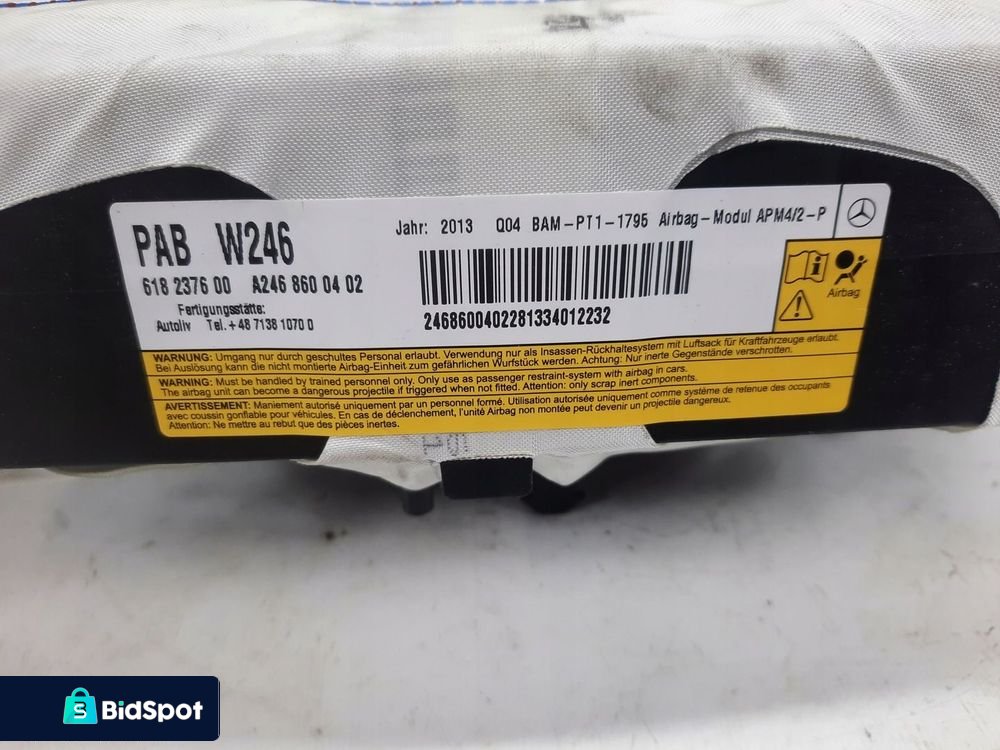 PAB W246
Jahr: 2013 Q04 BAM-PT1-1795 Airbag-Modul APM4/2-P
618 2376 00 A246 860 04 02
Fertigungsstätte:
Autoliv Tel. +48 7138 1070 0
2468600402281334012232
Airbag
WARNUNG: Umgang nur durch geschultes Personal erlaubt. Verwendung nur als Insassen-Rückhaltesystem mit Luftsack für Kraftfahrzeuge erlaubt.
Bei Auslösung kann die nicht montierte Airbag-Einheit zum gefährlichen Wurfstück werden. Achtung: Nur inerte Gegenstände verschrotten.
WARNING: Must be handled by trained personnel only. Only use as passenger restraint-system with airbag in cars.
The airbag unit can become a dangerous projectile if triggered when not fitted. Attention: only scrap inert components.
AVERTISSEMENT: Maniement autorisé uniquement par un personnel formé. Utilisation autorisée uniquement comme système de retenue des occupants
avec coussin gonflable pour véhicules. En cas de déclenchement, l'unité Airbag non montée peut devenir un projectile dangereux.
Attention: Ne mettre au rebut que des pièces inertes.
BidSpot